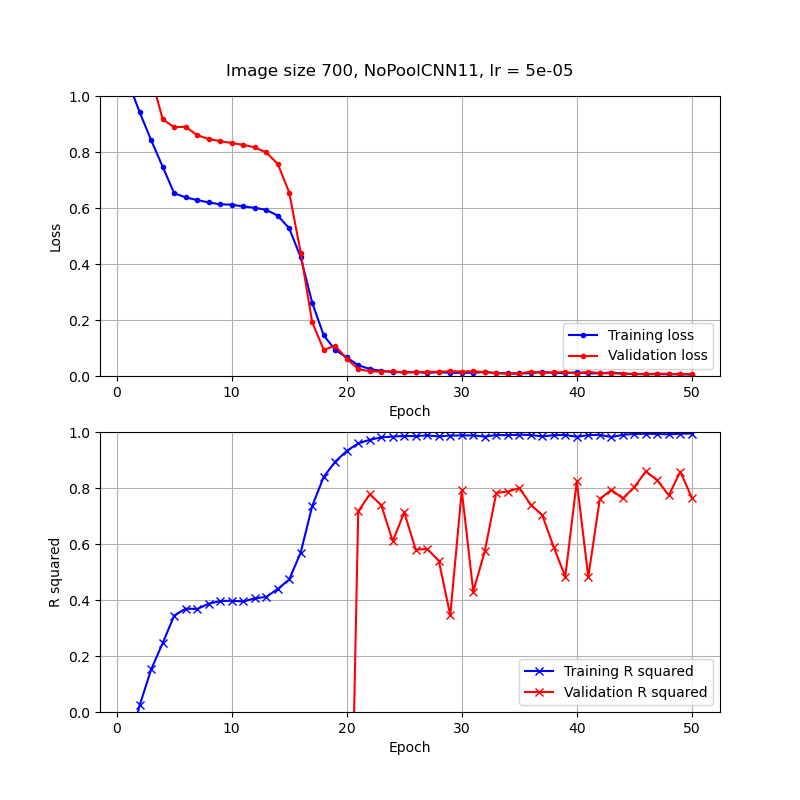 Image size 700, NoPoolCNN11, lr = 5e-05
1.0
0.8
0.6
0.4
0.2
0.0
Loss
Training loss
Validation loss
0 10 20 30 40 50
Epoch
1.0
0.8
0.6
0.4
0.2
0.0
R squared
Training R squared
Validation R squared
0 10 20 30 40 50
Epoch